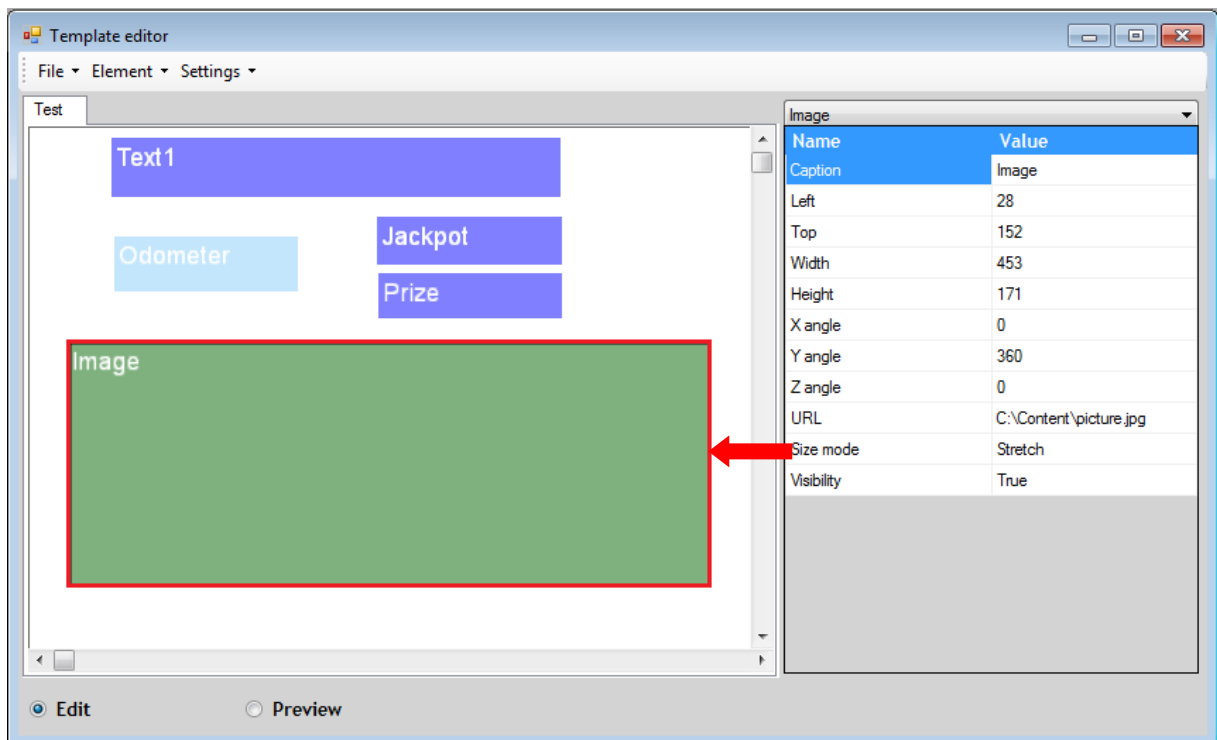 Template editor
File Element Settings
Test
Text1
Odometer
Jackpot
Prize
Image
Image
Name Value
Caption Image
Left 28
Top 152
Width 453
Height 171
X angle 0
Y angle 360
Z angle 0
URL C:\Content\picture.jpg
Size mode Stretch
Visibility True
Edit Preview